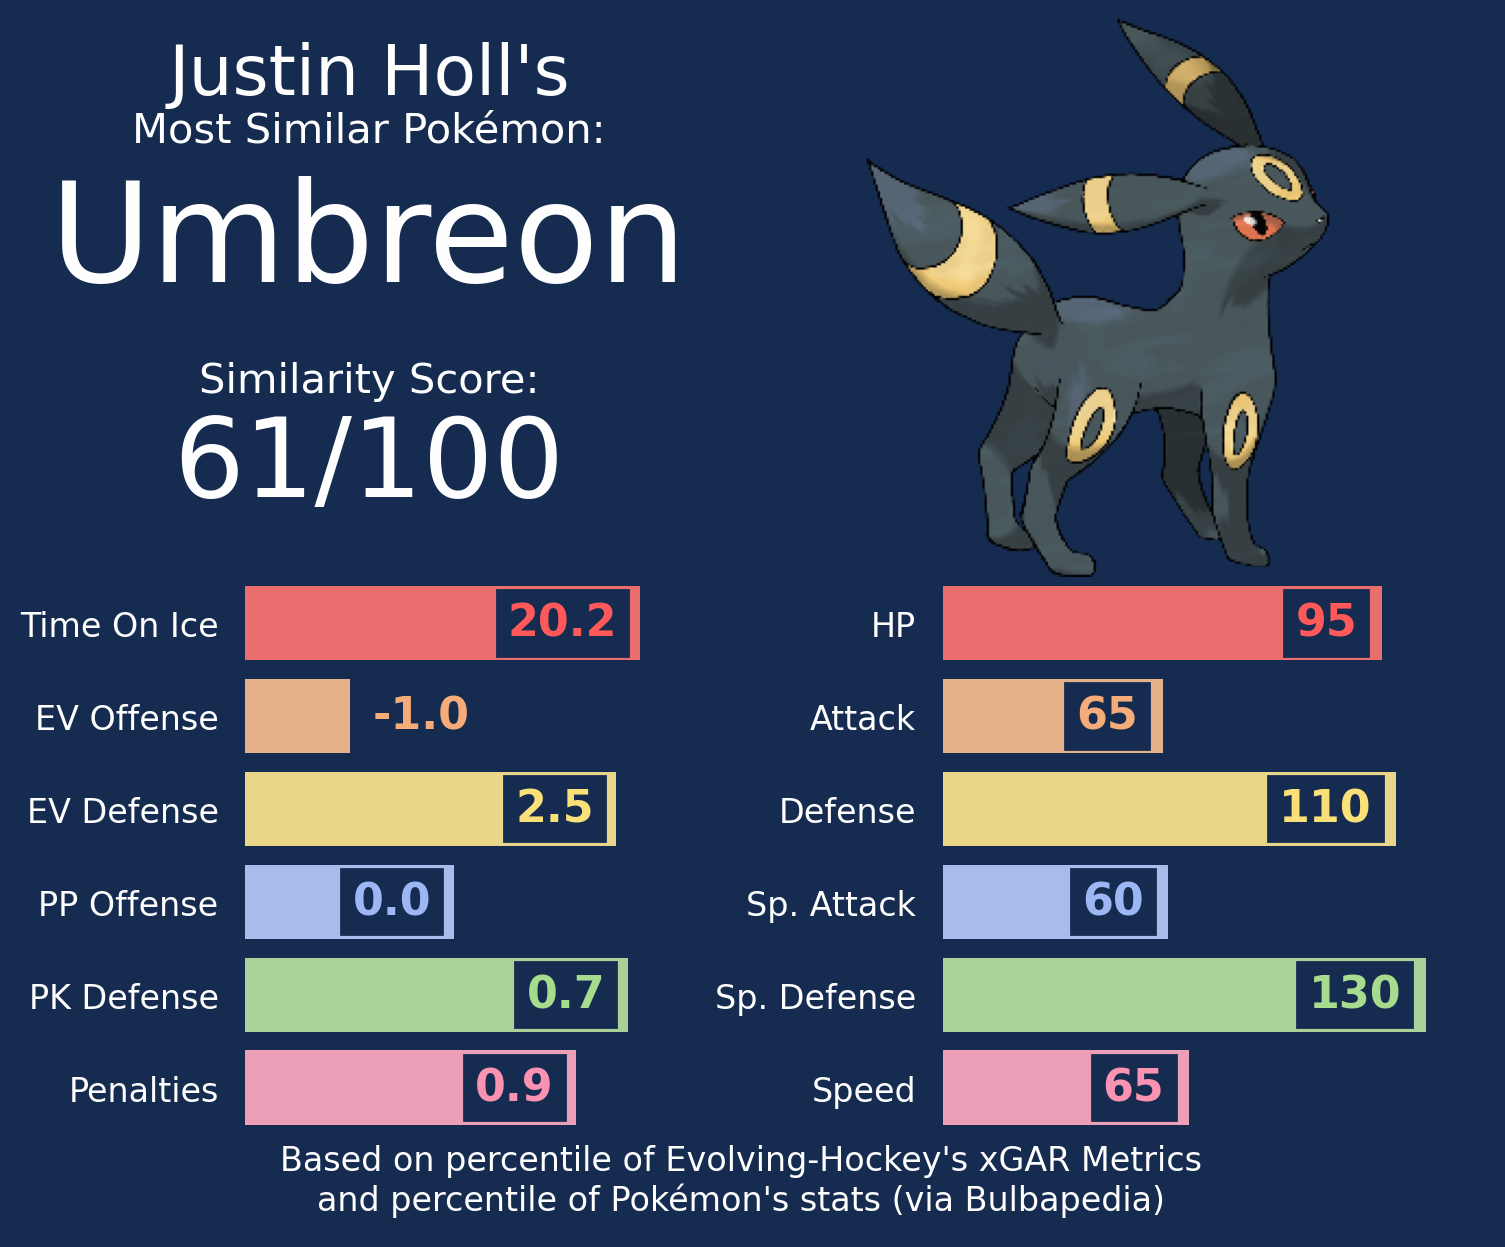 Justin Holl's
Most Similar Pokémon:
Umbreon
Similarity Score:
61/100
Time On Ice 20.2
EV Offense -1.0
EV Defense 2.5
PP Offense 0.0
PK Defense 0.7
Penalties 0.9
HP 95
Attack 65
Defense 110
Sp. Attack 60
Sp. Defense 130
Speed 65
Based on percentile of Evolving-Hockey's xGAR Metrics
and percentile of Pokémon's stats (via Bulbapedia)